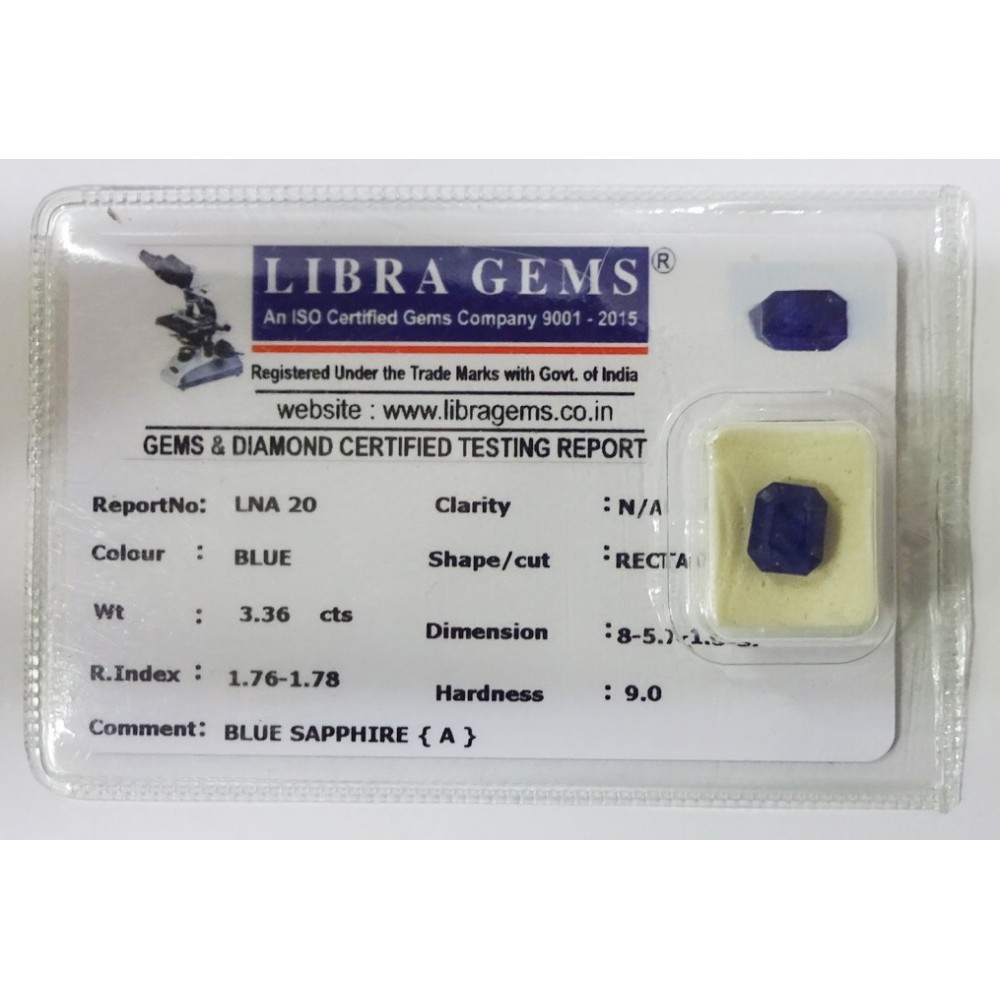 LIBRA GEMS ®
An ISO Certified Gems Company 9001 - 2015
Registered Under the Trade Marks with Govt. of India
website : www.libragems.co.in
GEMS & DIAMOND CERTIFIED TESTING REPORT
ReportNo: LNA 20 Clarity : N/A
Colour : BLUE Shape/cut :
Wt : 3.36 cts Dimension :
R.Index : 1.76-1.78 Hardness : 9.0
Comment: BLUE SAPPHIRE { A }